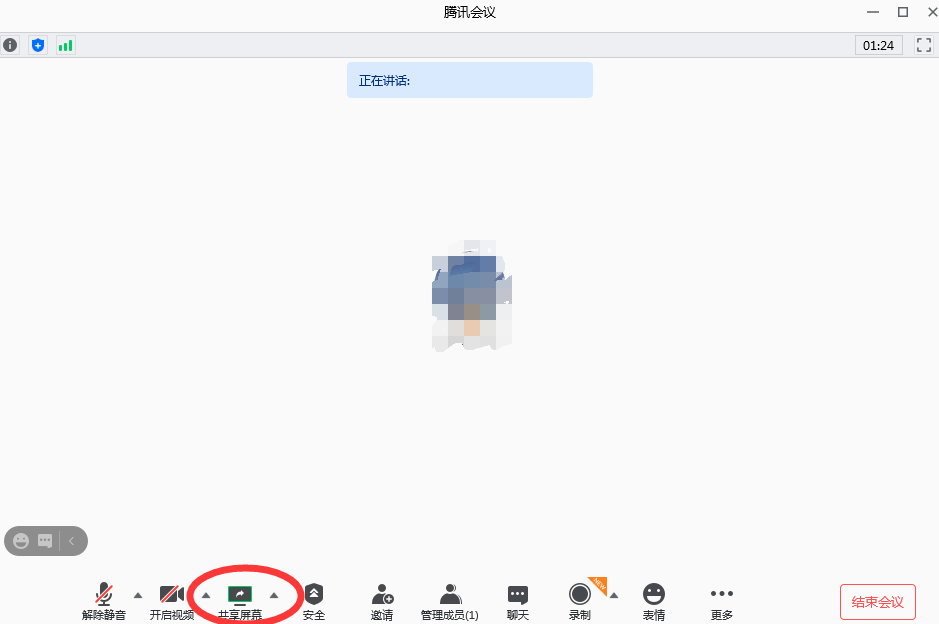 腾讯会议
01:24
正在讲话:
解除静音
开启视频
共享屏幕
安全
邀请
管理成员(1)
聊天
NEW
录制
表情
更多
结束会议